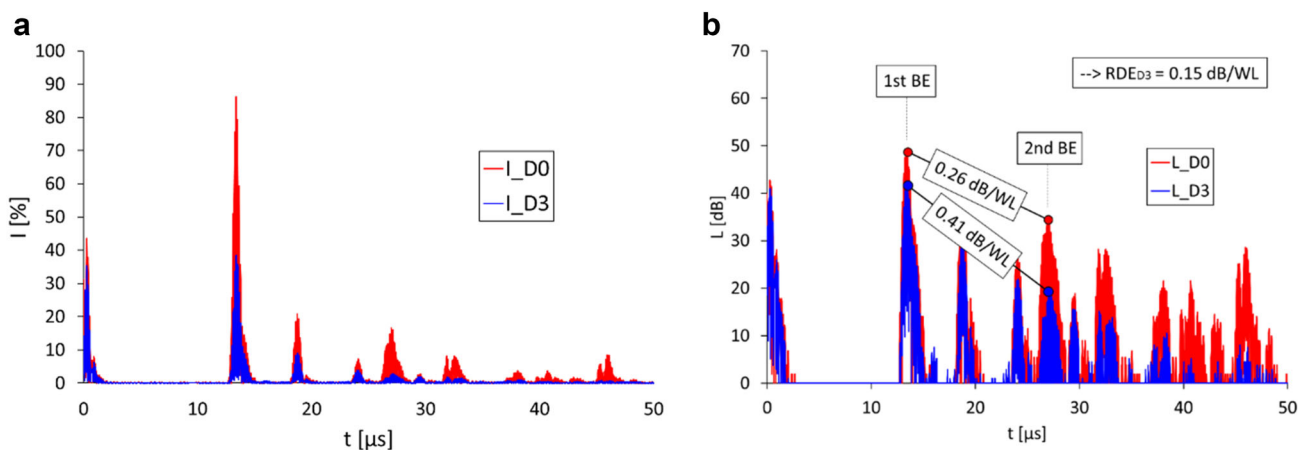 a
I [%]
100
90
80
70
60
50
40
30
20
10
0
0 10 20 30 40 50
t [µs]
I_D0
I_D3
b
L [dB]
70
60
50
40
30
20
10
0
0 10 20 30 40 50
t [µs]
1st BE
2nd BE
--> RDED3 = 0.15 dB/WL
0.26 dB/WL
0.41 dB/WL
L_D0
L_D3